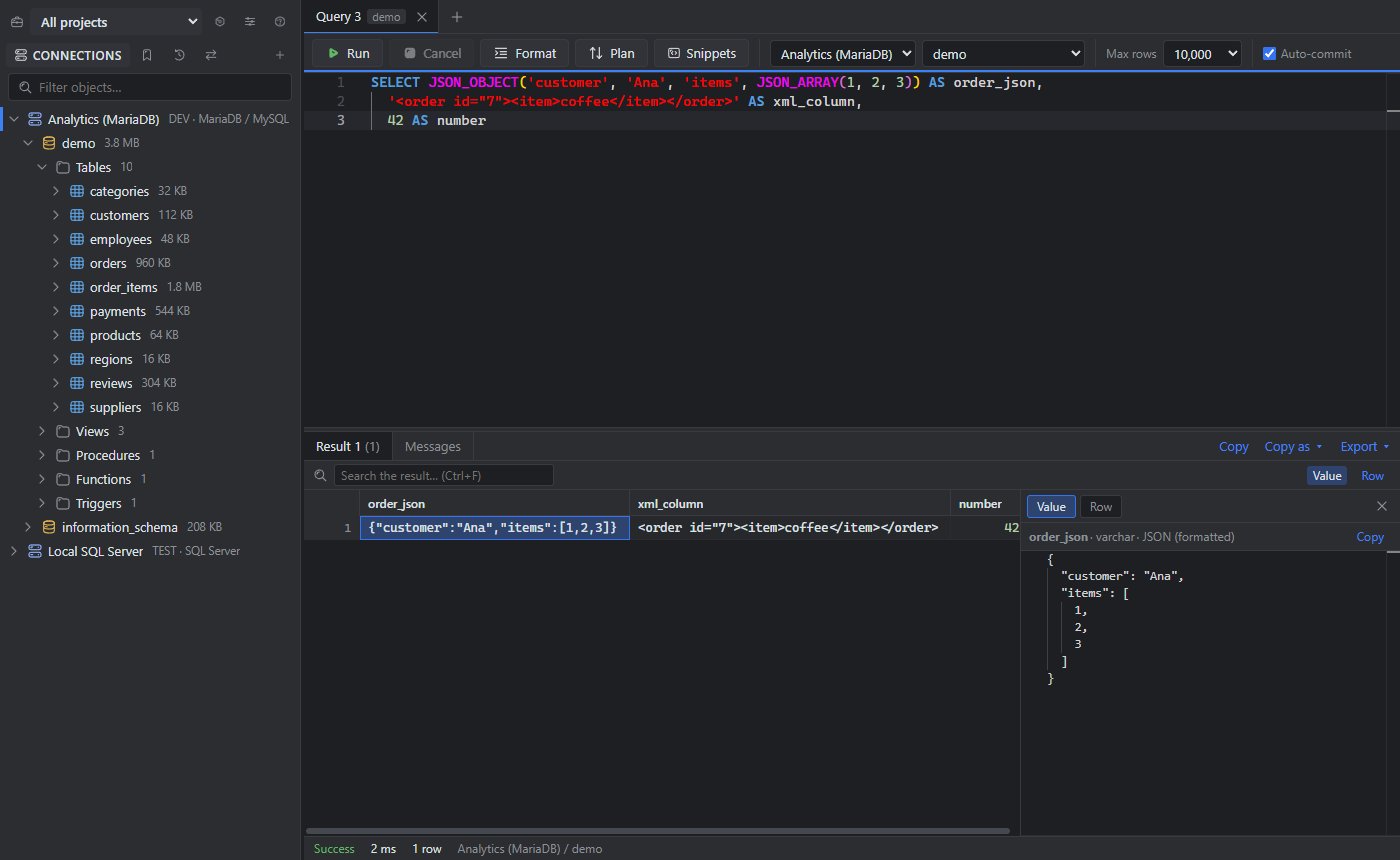 All projects
CONNECTIONS
Filter objects...
Analytics (MariaDB) DEV · MariaDB / MySQL
demo 3.8 MB
Tables 10
categories 32 KB
customers 112 KB
employees 48 KB
orders 960 KB
order_items 1.8 MB
payments 544 KB
products 64 KB
regions 16 KB
reviews 304 KB
suppliers 16 KB
Views 3
Procedures 1
Functions 1
Triggers 1
information_schema 208 KB
Local SQL Server TEST · SQL Server
Query 3 demo
Run Cancel Format Plan Snippets Analytics (MariaDB) demo Max rows 10,000 Auto-commit
1 SELECT JSON_OBJECT('customer', 'Ana', 'items', JSON_ARRAY(1, 2, 3)) AS order_json,
2 '<order id="7"><item>coffee</item></order>' AS xml_column,
3 42 AS number
Result 1 (1) Messages Copy Copy as Export
Search the result... (Ctrl+F) Value Row
order_json xml_column number
1 {"customer":"Ana","items":[1,2,3]} <order id="7"><item>coffee</item></order> 42
Value Row
order_json · varchar · JSON (formatted) Copy
{
"customer": "Ana",
"items": [
1,
2,
3
]
}
Success 2 ms 1 row Analytics (MariaDB) / demo